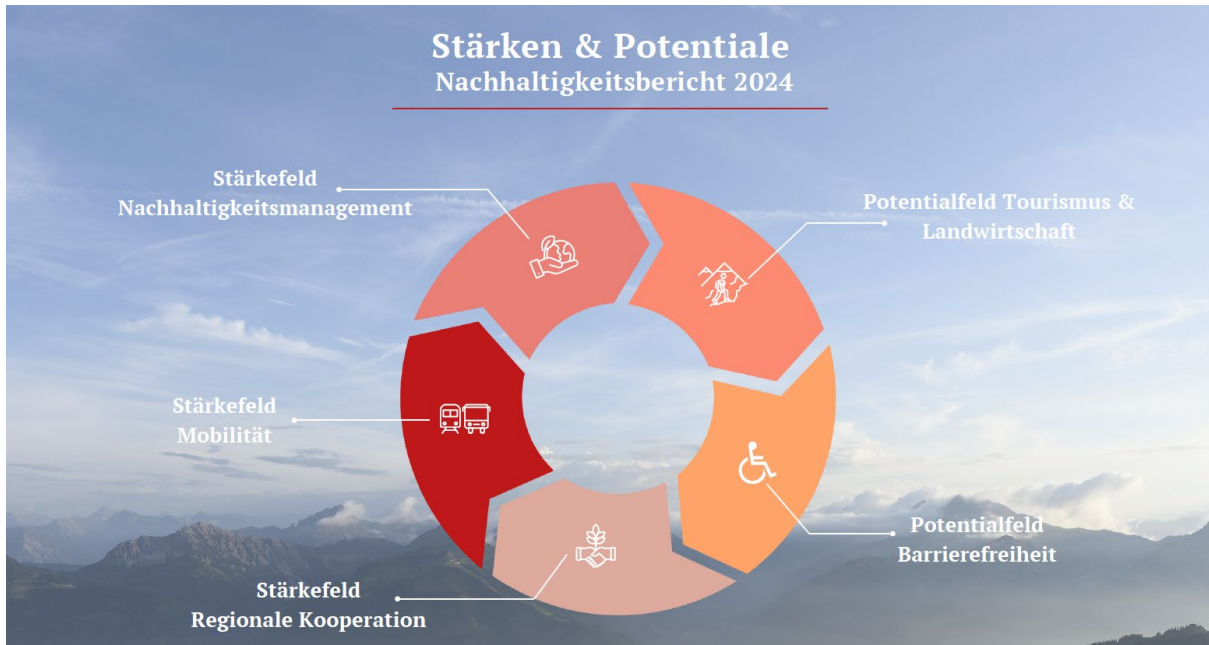 Stärken & Potentiale
Nachhaltigkeitsbericht 2024
Stärkefeld
Nachhaltigkeitsmanagement
Potentialfeld Tourismus &
Landwirtschaft
Stärkefeld
Mobilität
Potentialfeld
Barrierefreiheit
Stärkefeld
Regionale Kooperation